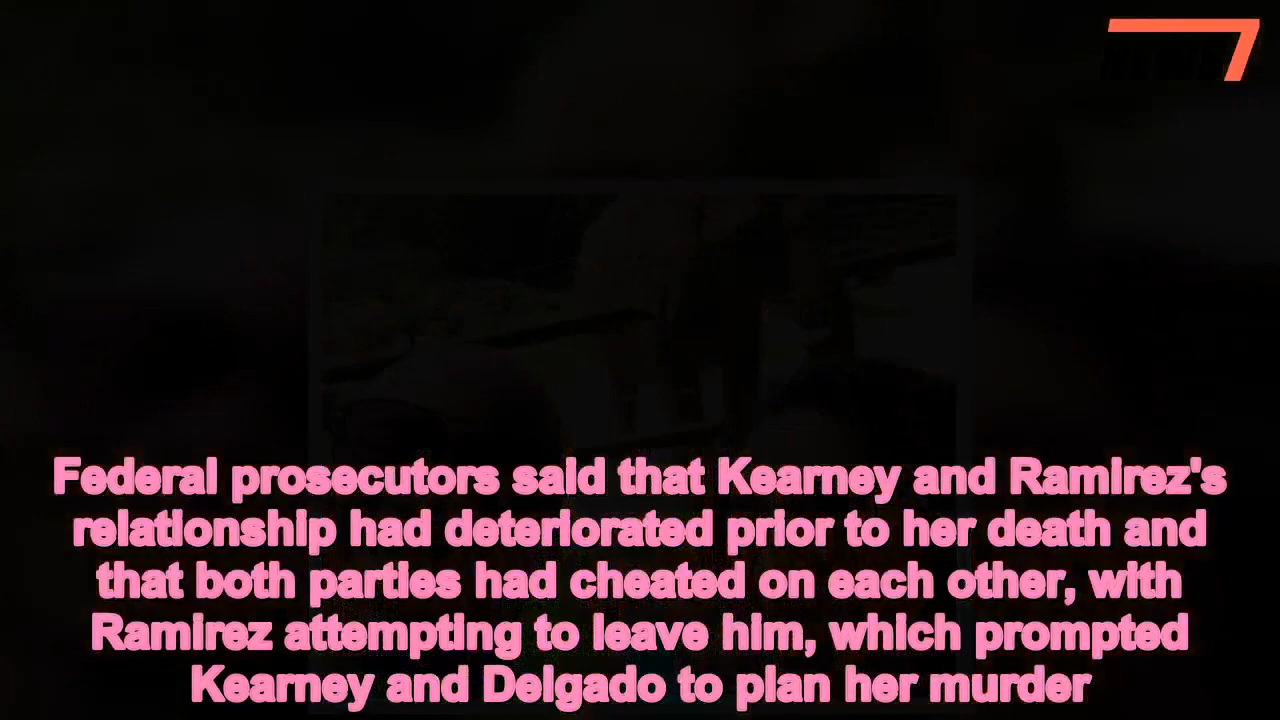 Federal prosecutors said that Kearney and Ramirez's
relationship had deteriorated prior to her death and
that both parties had cheated on each other, with
Ramirez attempting to leave him, which prompted
Kearney and Delgado to plan her murder